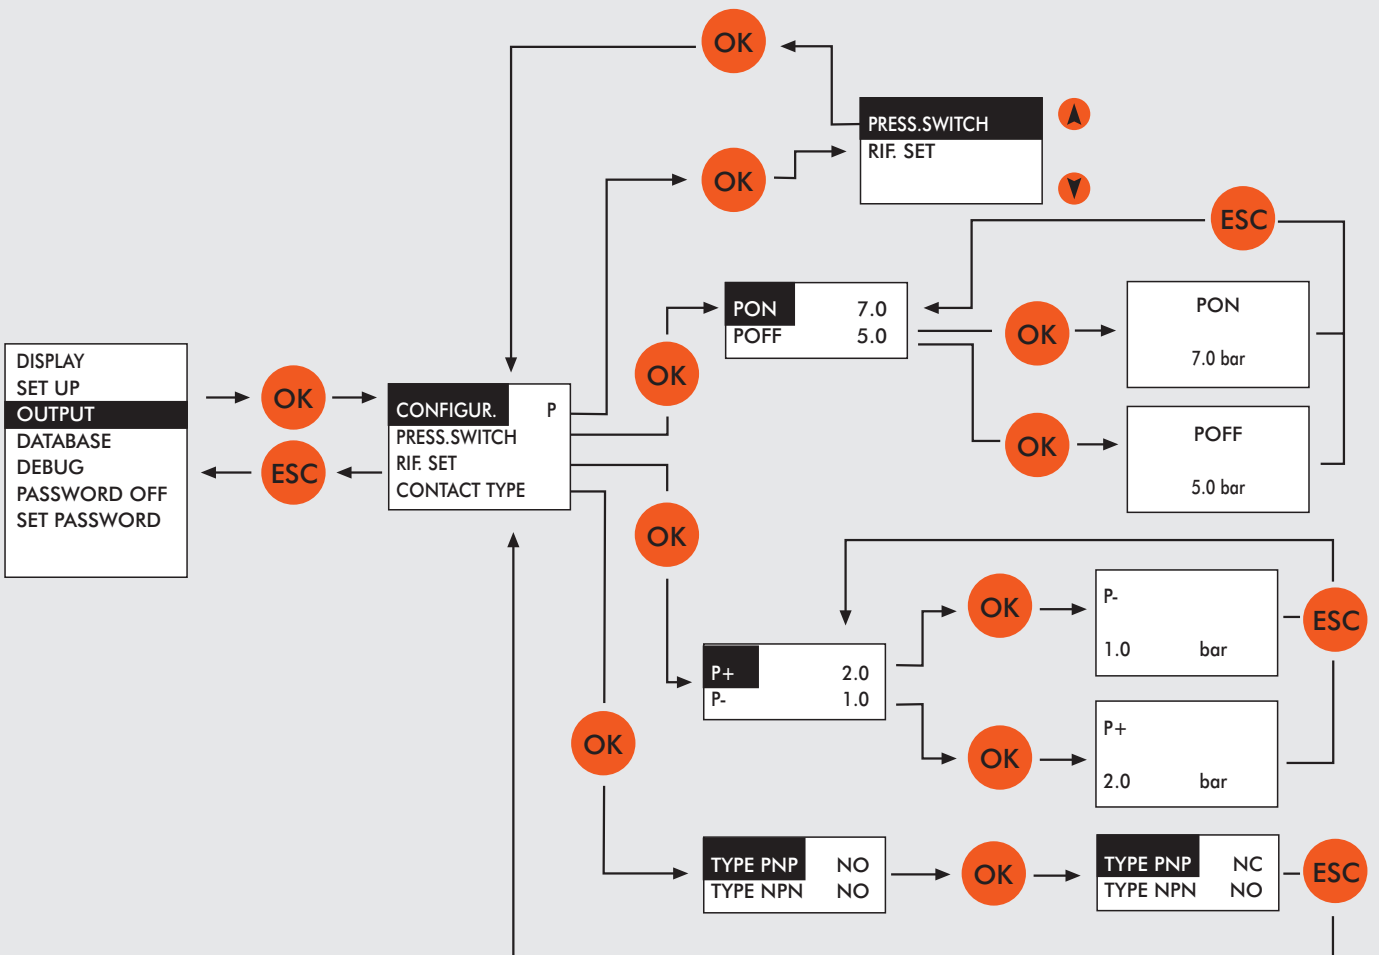 OK
PRESS.SWITCH
RIF. SET
OK
ESC
PON 7.0
POFF 5.0
OK
PON
7.0 bar
OK
DISPLAY
SET UP
OUTPUT
DATABASE
DEBUG
PASSWORD OFF
SET PASSWORD
OK
ESC
CONFIGUR. P
PRESS.SWITCH
RIF. SET
CONTACT TYPE
OK
POFF
5.0 bar
OK
P+ 2.0
P- 1.0
OK
P-
1.0 bar
ESC
OK
P+
2.0 bar
OK
TYPE PNP NO
TYPE NPN NO
OK
TYPE PNP NC
TYPE NPN NO
ESC